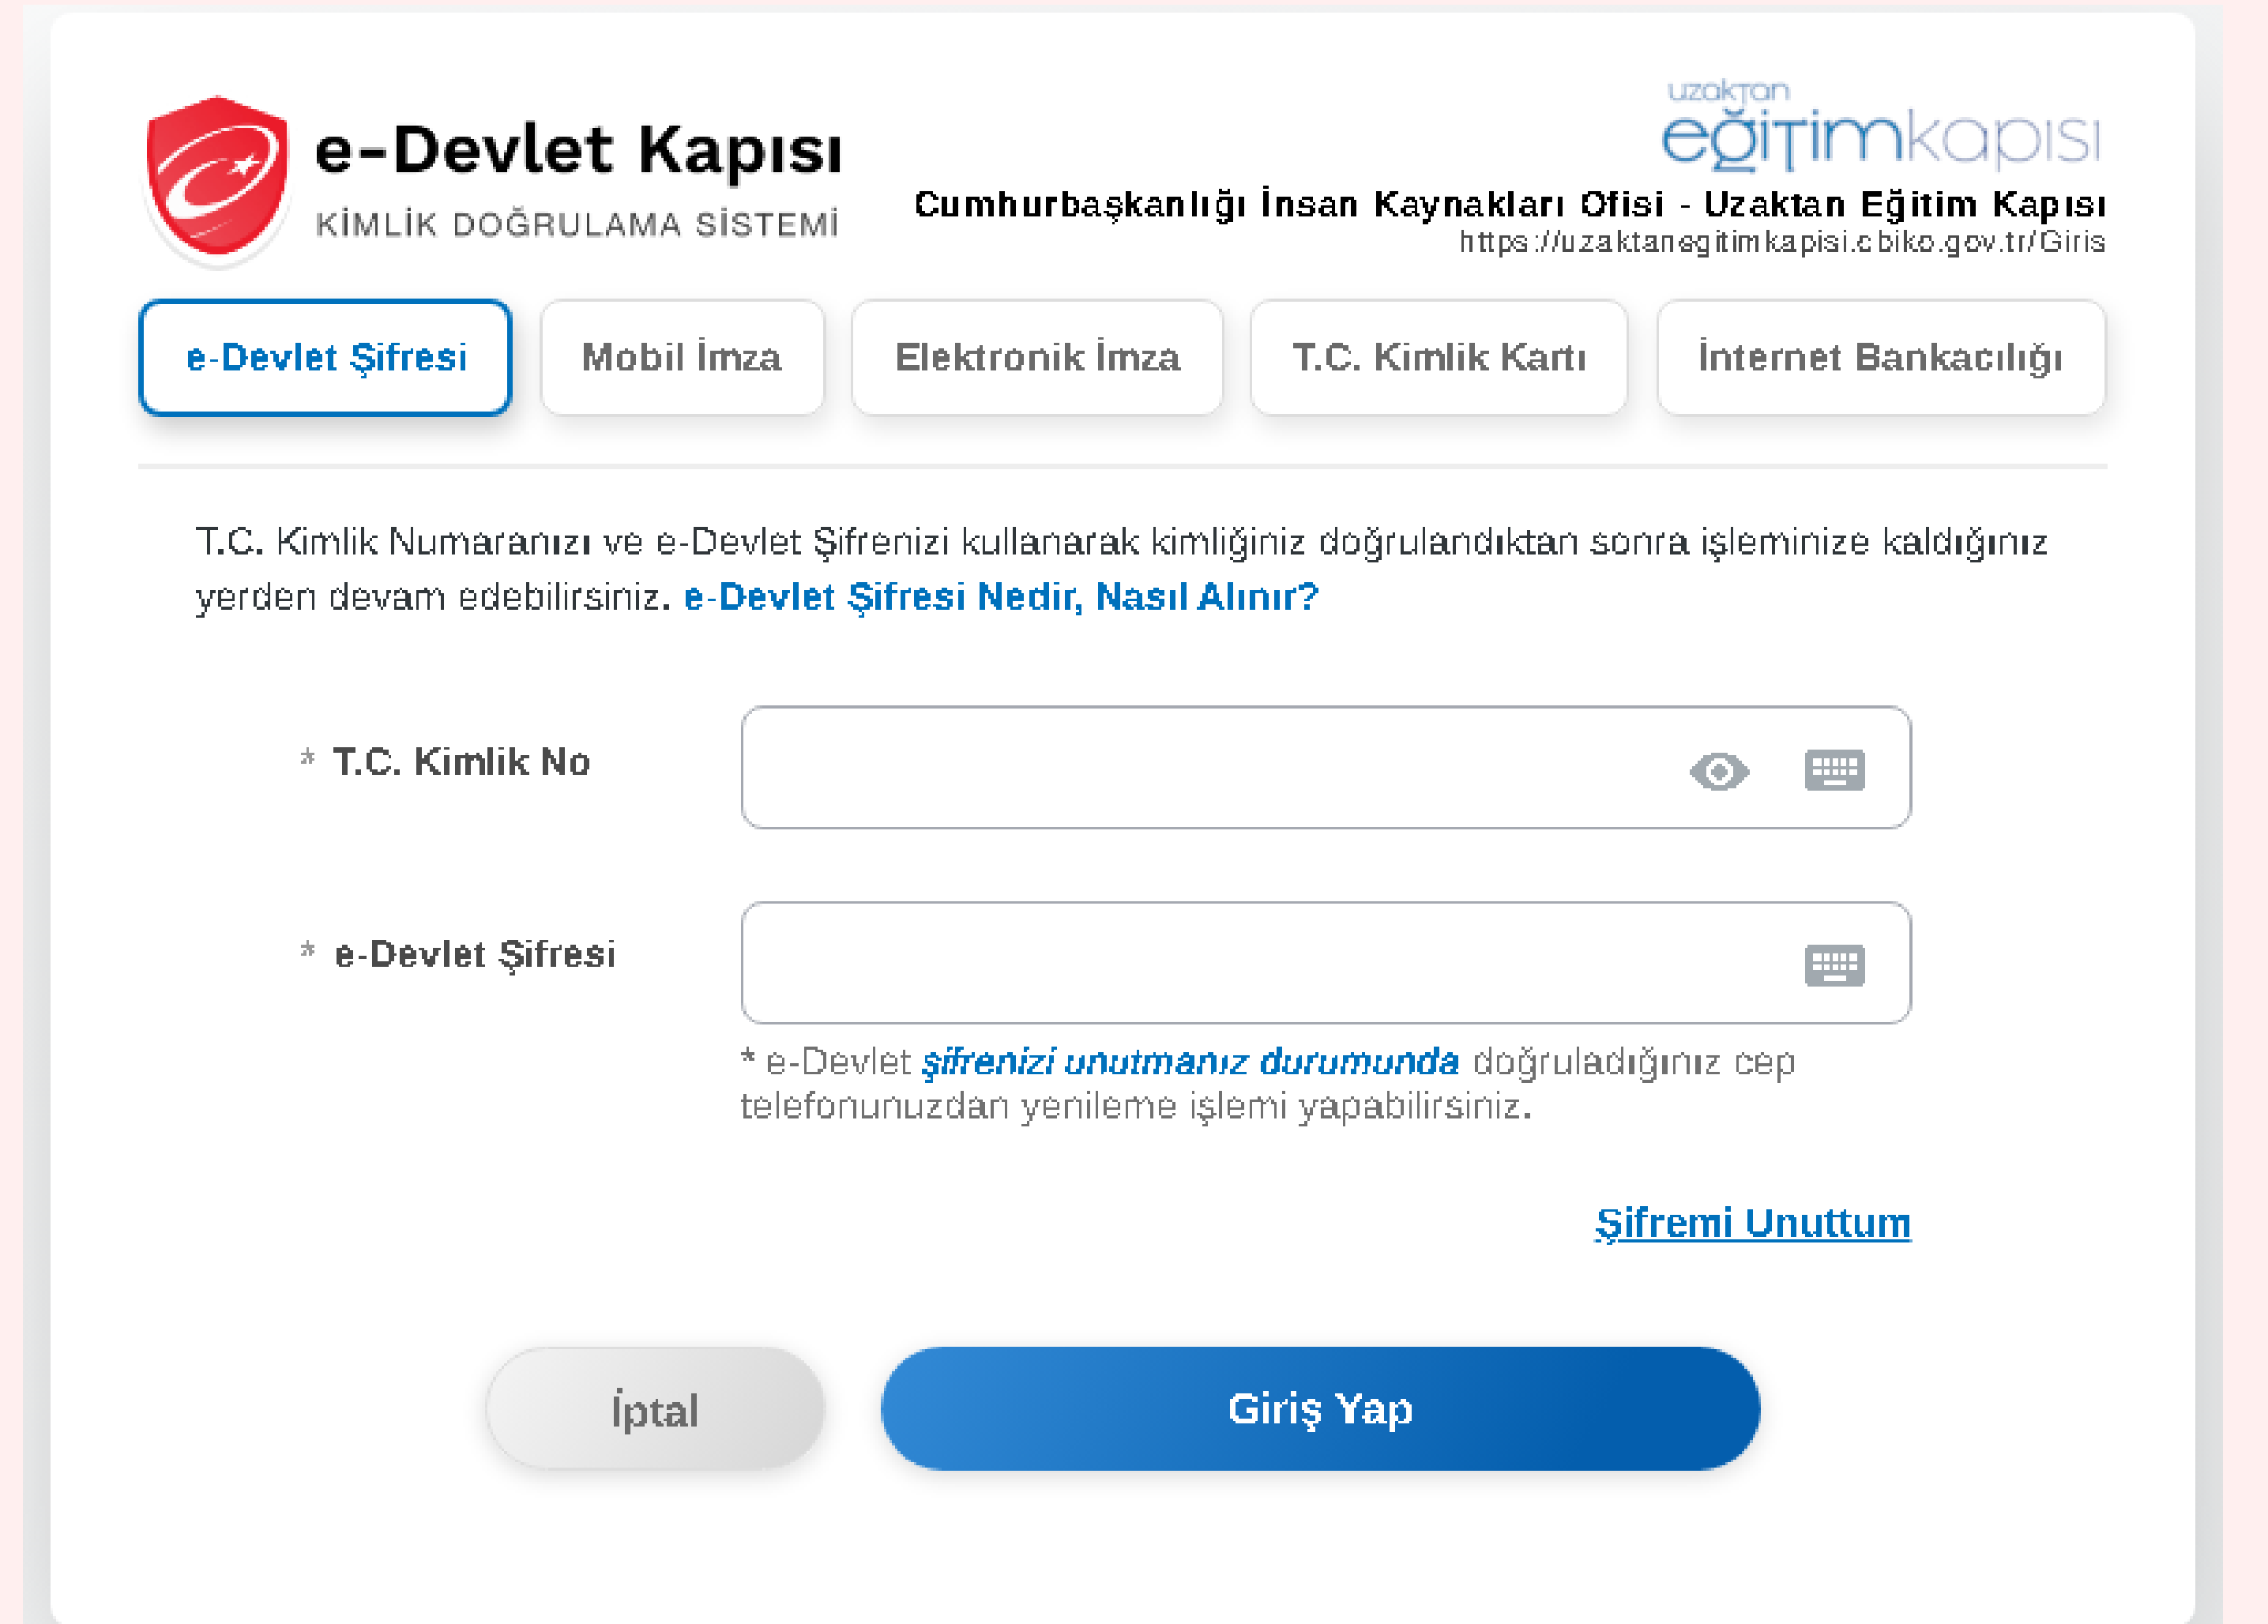 e-Devlet Kapısı
KİMLİK DOĞRULAMA SİSTEMİ
uzaktan
eğitimkapısı
Cumhurbaşkanlığı İnsan Kaynakları Ofisi - Uzaktan Eğitim Kapısı
https://uzaktanegitimkapisi.cbiko.gov.tr/Giris
e-Devlet Şifresi
Mobil İmza
Elektronik İmza
T.C. Kimlik Kartı
İnternet Bankacılığı
T.C. Kimlik Numaranızı ve e-Devlet Şifrenizi kullanarak kimliğiniz doğrulandıktan sonra işleminize kaldığınız
yerden devam edebilirsiniz. e-Devlet Şifresi Nedir, Nasıl Alınır?
* T.C. Kimlik No
* e-Devlet Şifresi
* e-Devlet şifrenizi unutmanız durumunda doğruladığınız cep
telefonunuzdan yenileme işlemi yapabilirsiniz.
Şifremi Unuttum
İptal
Giriş Yap